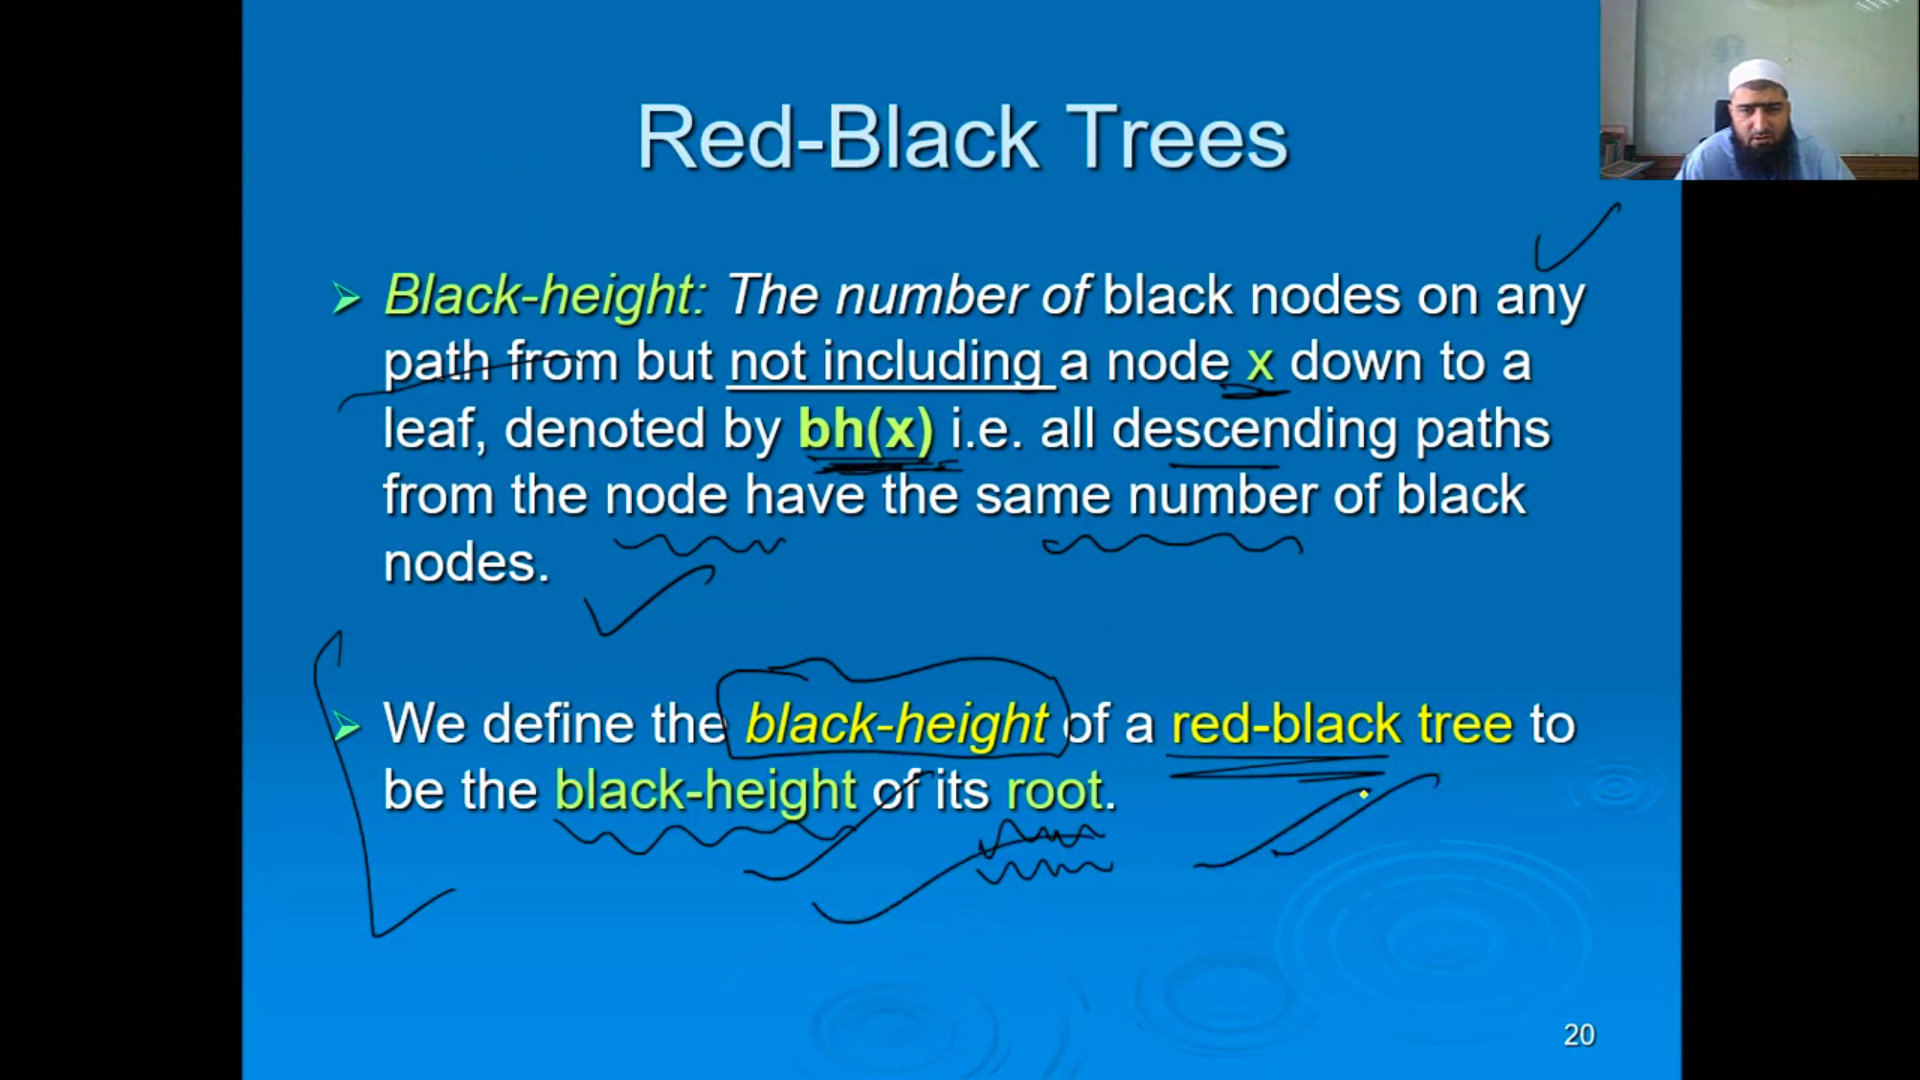 Red-Black Trees
Black-height: The number of black nodes on any
path from but not including a node x down to a
leaf, denoted by bh(x) i.e. all descending paths
from the node have the same number of black
nodes.
We define the black-height of a red-black tree to
be the black-height of its root.
20